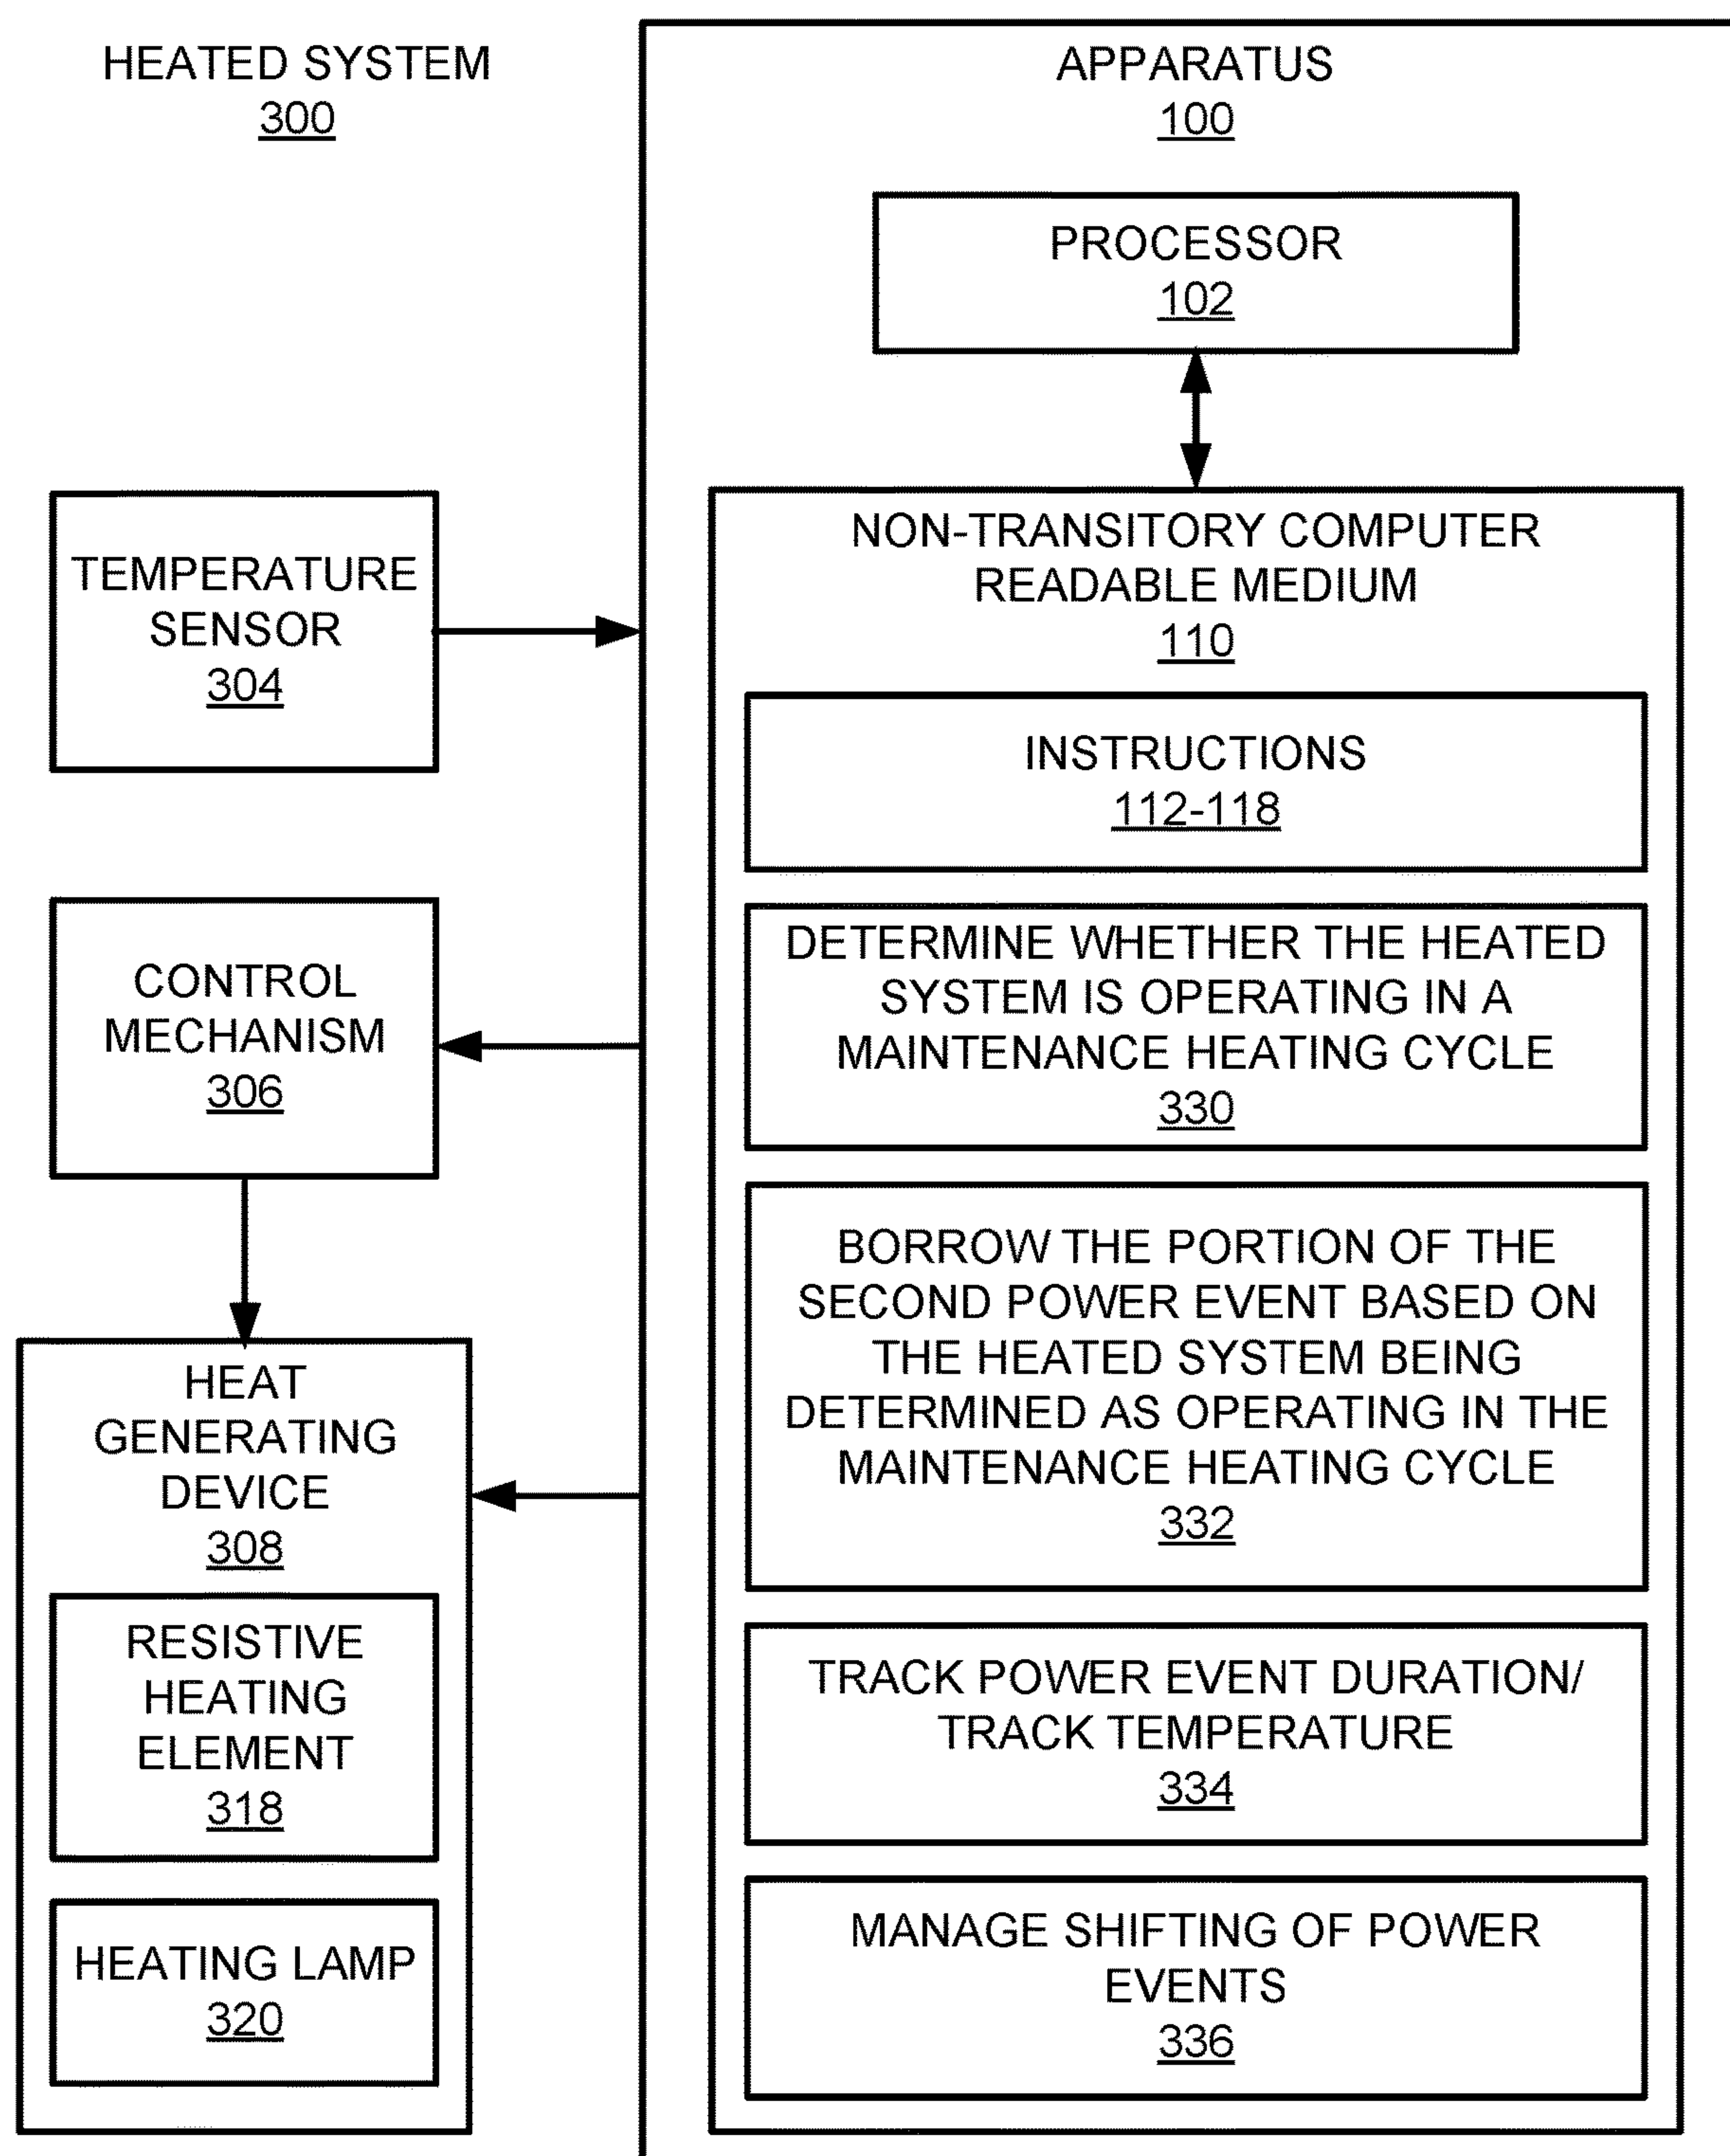 HEATED SYSTEM
300
TEMPERATURE
SENSOR
304
CONTROL
MECHANISM
306
HEAT
GENERATING
DEVICE
308
RESISTIVE
HEATING
ELEMENT
318
HEATING LAMP
320
APPARATUS
100
PROCESSOR
102
NON-TRANSITORY COMPUTER
READABLE MEDIUM
110
INSTRUCTIONS
112-118
DETERMINE WHETHER THE HEATED
SYSTEM IS OPERATING IN A
MAINTENANCE HEATING CYCLE
330
BORROW THE PORTION OF THE
SECOND POWER EVENT BASED ON
THE HEATED SYSTEM BEING
DETERMINED AS OPERATING IN THE
MAINTENANCE HEATING CYCLE
332
TRACK POWER EVENT DURATION/
TRACK TEMPERATURE
334
MANAGE SHIFTING OF POWER
EVENTS
336